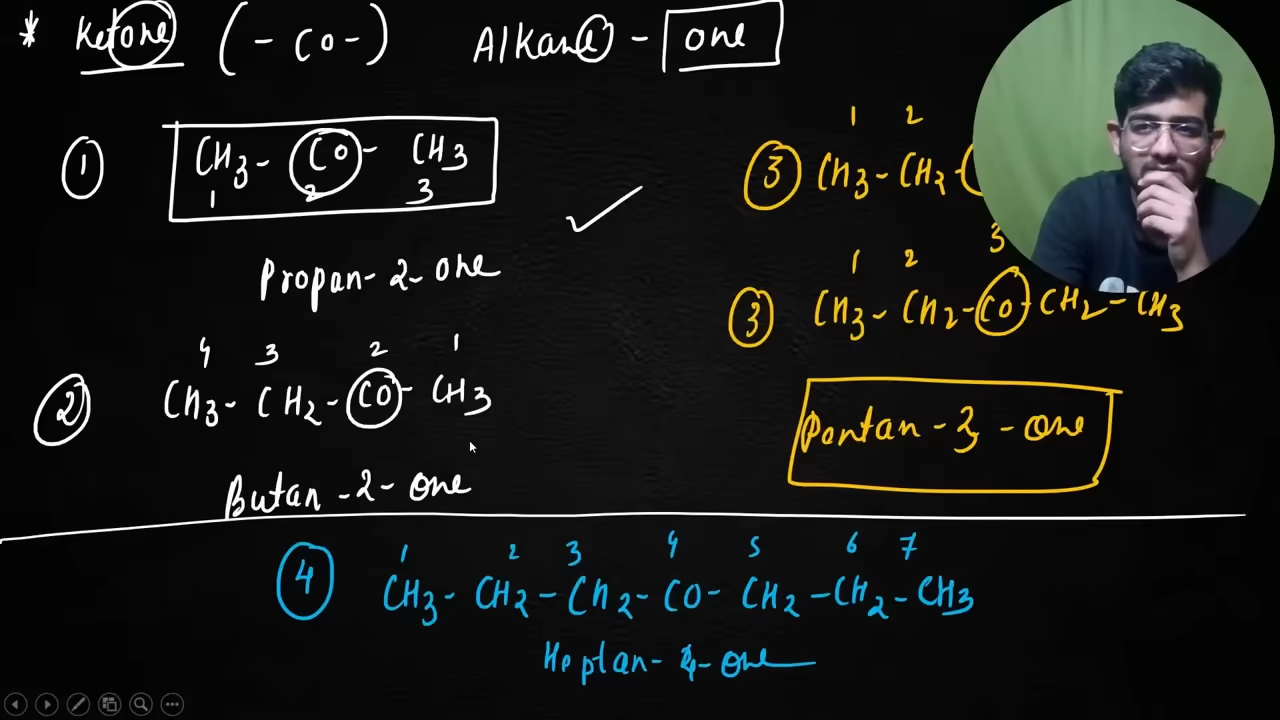 * Ketone (-CO-) Alkane - one
① CH3 - CO - CH3
1 2 3
Propan-2-one
4 3 2 1
② CH3 - CH2 - CO - CH3
Butan-2-one
1 2
③ CH3 - CH2 -
1 2 3
③ CH3 - CH2 - CO - CH2 - CH3
Pentan-3-one
1 2 3 4 5 6 7
④ CH3 - CH2 - CH2 - CO - CH2 - CH2 - CH3
Heptan-4-one